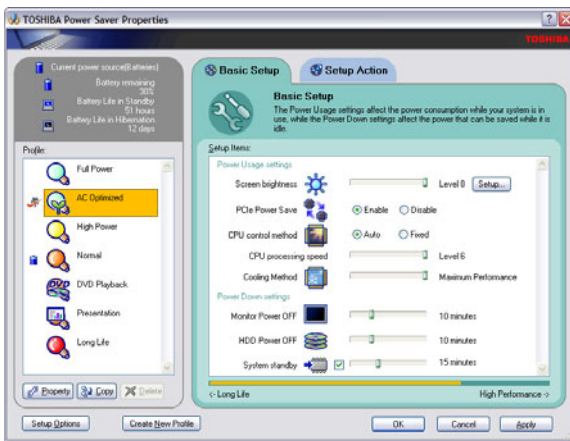 TOSHIBA Power Saver Properties
TOSHIBA
Current power source(Batteries)
Battery remaining
30%
Battery Life in Standby
51 hours
Battery Life in Hibernation
12 days
Profile:
Full Power
AC Optimized
High Power
Normal
DVD Playback
Presentation
Long Life
Property
Copy
Delete
Setup Options
Create New Profile
Basic Setup
Setup Action
Basic Setup
The Power Usage settings affect the power consumption while your system is in
use, while the Power Down settings affect the power that can be saved while it is
idle.
Setup Items:
Power Usage settings
Screen brightness Level 8 Setup...
PCIe Power Save Enable Disable
CPU control method Auto Fixed
CPU processing speed Level 6
Cooling Method Maximum Performance
Power Down settings
Monitor Power OFF 10 minutes
HDD Power OFF 10 minutes
System standby 15 minutes
<- Long Life High Performance ->
OK Cancel Apply